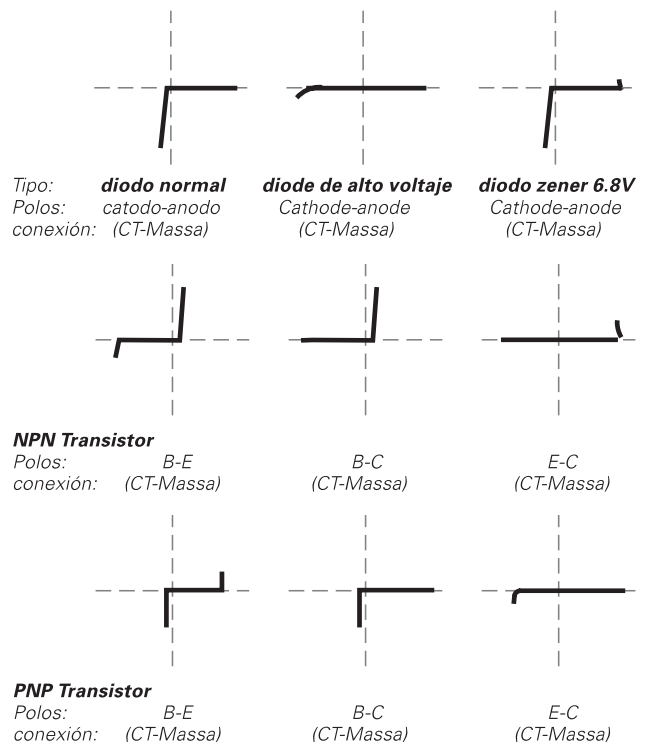 Tipo: diodo normal diode de alto voltaje diodo zener 6.8V
Polos: catodo-anodo Cathode-anode Cathode-anode
conexión: (CT-Massa) (CT-Massa) (CT-Massa)
NPN Transistor
Polos: B-E B-C E-C
conexión: (CT-Massa) (CT-Massa) (CT-Massa)
PNP Transistor
Polos: B-E B-C E-C
conexión: (CT-Massa) (CT-Massa) (CT-Massa)